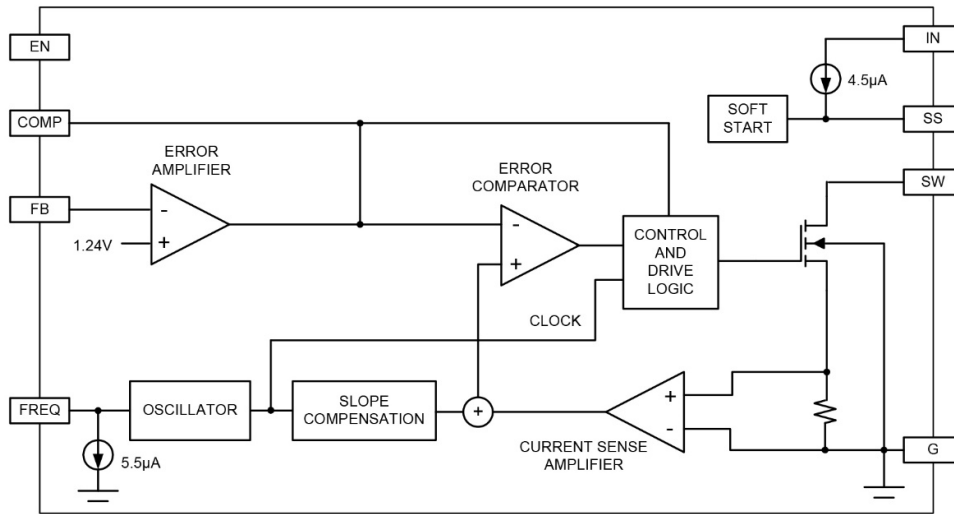 EN
IN
4.5µA
COMP
SOFT
START
SS
ERROR
AMPLIFIER
ERROR
COMPARATOR
SW
FB
-
1.24V
+
-
+
CONTROL
AND
DRIVE
LOGIC
CLOCK
FREQ
OSCILLATOR
SLOPE
COMPENSATION
+
+
-
CURRENT SENSE
AMPLIFIER
G
5.5µA